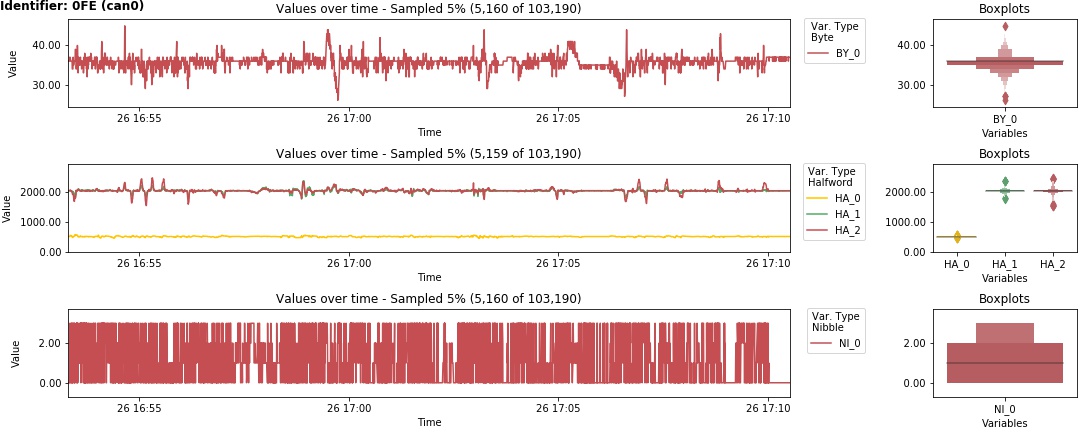 Identifier: 0FE (can0)
Values over time - Sampled 5% (5,160 of 103,190)
Value
40.00
30.00
26 16:55
26 17:00
26 17:05
26 17:10
Time
Var. Type
Byte
BY_0
Boxplots
40.00
30.00
BY_0
Variables
Values over time - Sampled 5% (5,159 of 103,190)
Value
2000.00
1000.00
0.00
26 16:55
26 17:00
26 17:05
26 17:10
Time
Var. Type
Halfword
HA_0
HA_1
HA_2
Boxplots
2000.00
1000.00
0.00
HA_0
HA_1
HA_2
Variables
Values over time - Sampled 5% (5,160 of 103,190)
Value
2.00
0.00
26 16:55
26 17:00
26 17:05
26 17:10
Time
Var. Type
Nibble
NI_0
Boxplots
2.00
0.00
NI_0
Variables